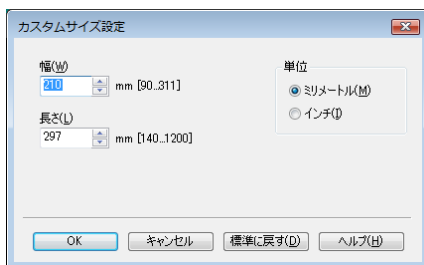 カスタムサイズ設定
幅(W)
210 mm [90..311]
長さ(L)
297 mm [140..1200]
単位
ミリメートル(M)
インチ(I)
OK キャンセル 標準に戻す(D) ヘルプ(H)